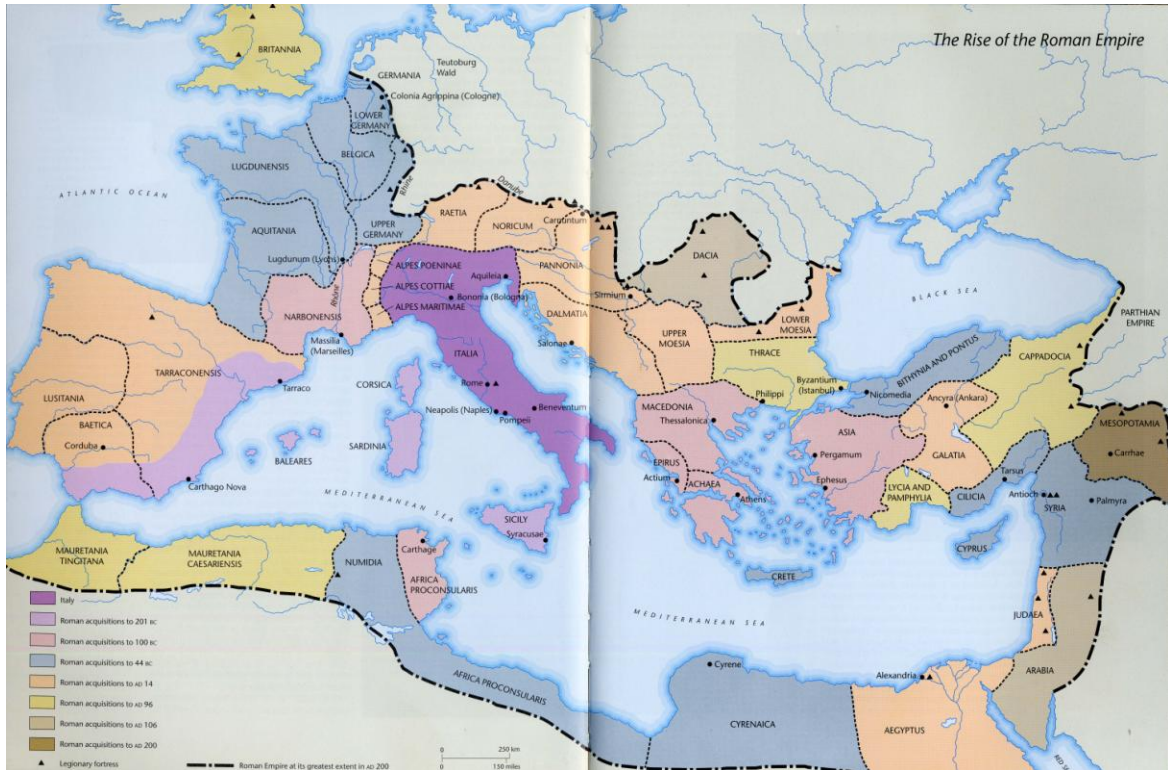 The Rise of the Roman Empire
BRITANNIA
GERMANIA
Teutoburg
Wald
Colonia Agrippina (Cologne)
LOWER
GERMANY
BELGICA
LUGDUNENSIS
Rhine
ATLANTIC OCEAN
AQUITANIA
UPPER
GERMANY
RAETIA
Danube
NORICUM
Carnuntum
Lugdunum (Lyons)
ALPES POENINAE
ALPES COTTIAE
ALPES MARITIMAE
Aquileia
Bononia (Bologna)
PANNONIA
Sirmium
DACIA
Rhone
NARBONENSIS
Massilia
(Marseilles)
DALMATIA
Salonae
UPPER
MOESIA
LOWER
MOESIA
BLACK SEA
PARTHIAN
EMPIRE
TARRACONENSIS
Tarraco
CORSICA
ITALIA
Rome
THRACE
Byzantium
(Istanbul)
BITHYNIA AND PONTUS
Nicomedia
CAPPADOCIA
LUSITANIA
BAETICA
Corduba
BALEARES
SARDINIA
Neapolis (Naples)
Pompeii
Beneventum
MACEDONIA
Thessalonica
Philippi
Ancyra (Ankara)
ASIA
Pergamum
GALATIA
MESOPOTAMIA
Carrhae
Carthago Nova
MEDITERRANEAN SEA
EPIRUS
Actium
ACHAEA
Athens
Ephesus
LYCIA AND
PAMPHYLIA
CILICIA
Tarsus
Antioch
SYRIA
Palmyra
SICILY
Syracusae
CYPRUS
CRETE
MAURETANIA
TINGITANA
MAURETANIA
CAESARIENSIS
NUMIDIA
Carthage
AFRICA
PROCONSULARIS
MEDITERRANEAN SEA
JUDAEA
ARABIA
AFRICA PROCONSULARIS
Cyrene
CYRENAICA
Alexandria
AEGYPTUS
RED SEA
Italy
Roman acquisitions to 201 BC
Roman acquisitions to 100 BC
Roman acquisitions to 44 BC
Roman acquisitions to AD 14
Roman acquisitions to AD 96
Roman acquisitions to AD 106
Roman acquisitions to AD 200
Legionary fortress
Roman Empire at its greatest extent in AD 200
0 250 km
0 150 miles